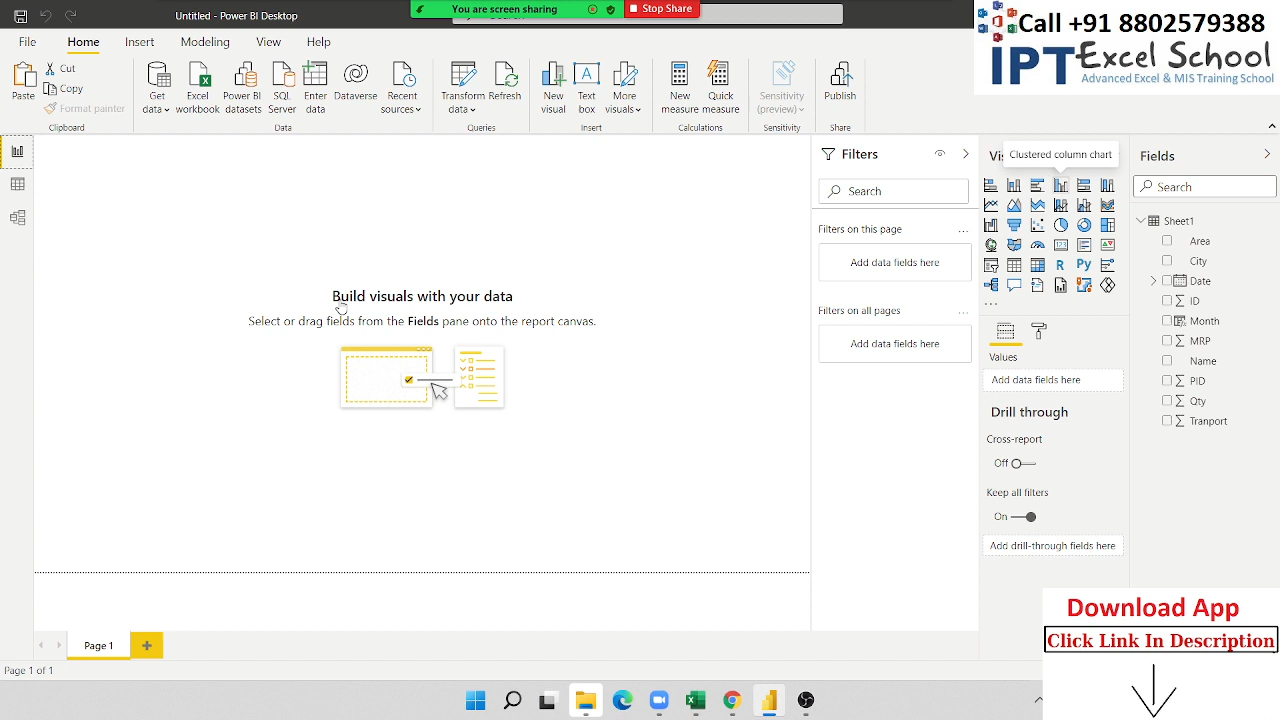 Untitled - Power BI Desktop
You are screen sharing
Stop Share
Call +91 8802579388
IPT Excel School
Advanced Excel & MIS Training School
File
Home
Insert
Modeling
View
Help
Paste
Cut
Copy
Format painter
Clipboard
Get data
Excel workbook
Power BI datasets
SQL Server
Enter data
Dataverse
Recent sources
Data
Transform data
Refresh
Queries
New visual
Text box
More visuals
Insert
New measure
Quick measure
Calculations
Sensitivity (preview)
Sensitivity
Publish
Share
Build visuals with your data
Select or drag fields from the Fields pane onto the report canvas.
Filters
Search
Filters on this page
...
Add data fields here
Filters on all pages
...
Add data fields here
Clustered column chart
R
Py
123
...
Values
Add data fields here
Drill through
Cross-report
Off
Keep all filters
On
Add drill-through fields here
Fields
Search
Sheet1
Area
City
Date
ID
Month
MRP
Name
PID
Qty
Tranport
Page 1
Page 1 of 1
Download App
Click Link In Description